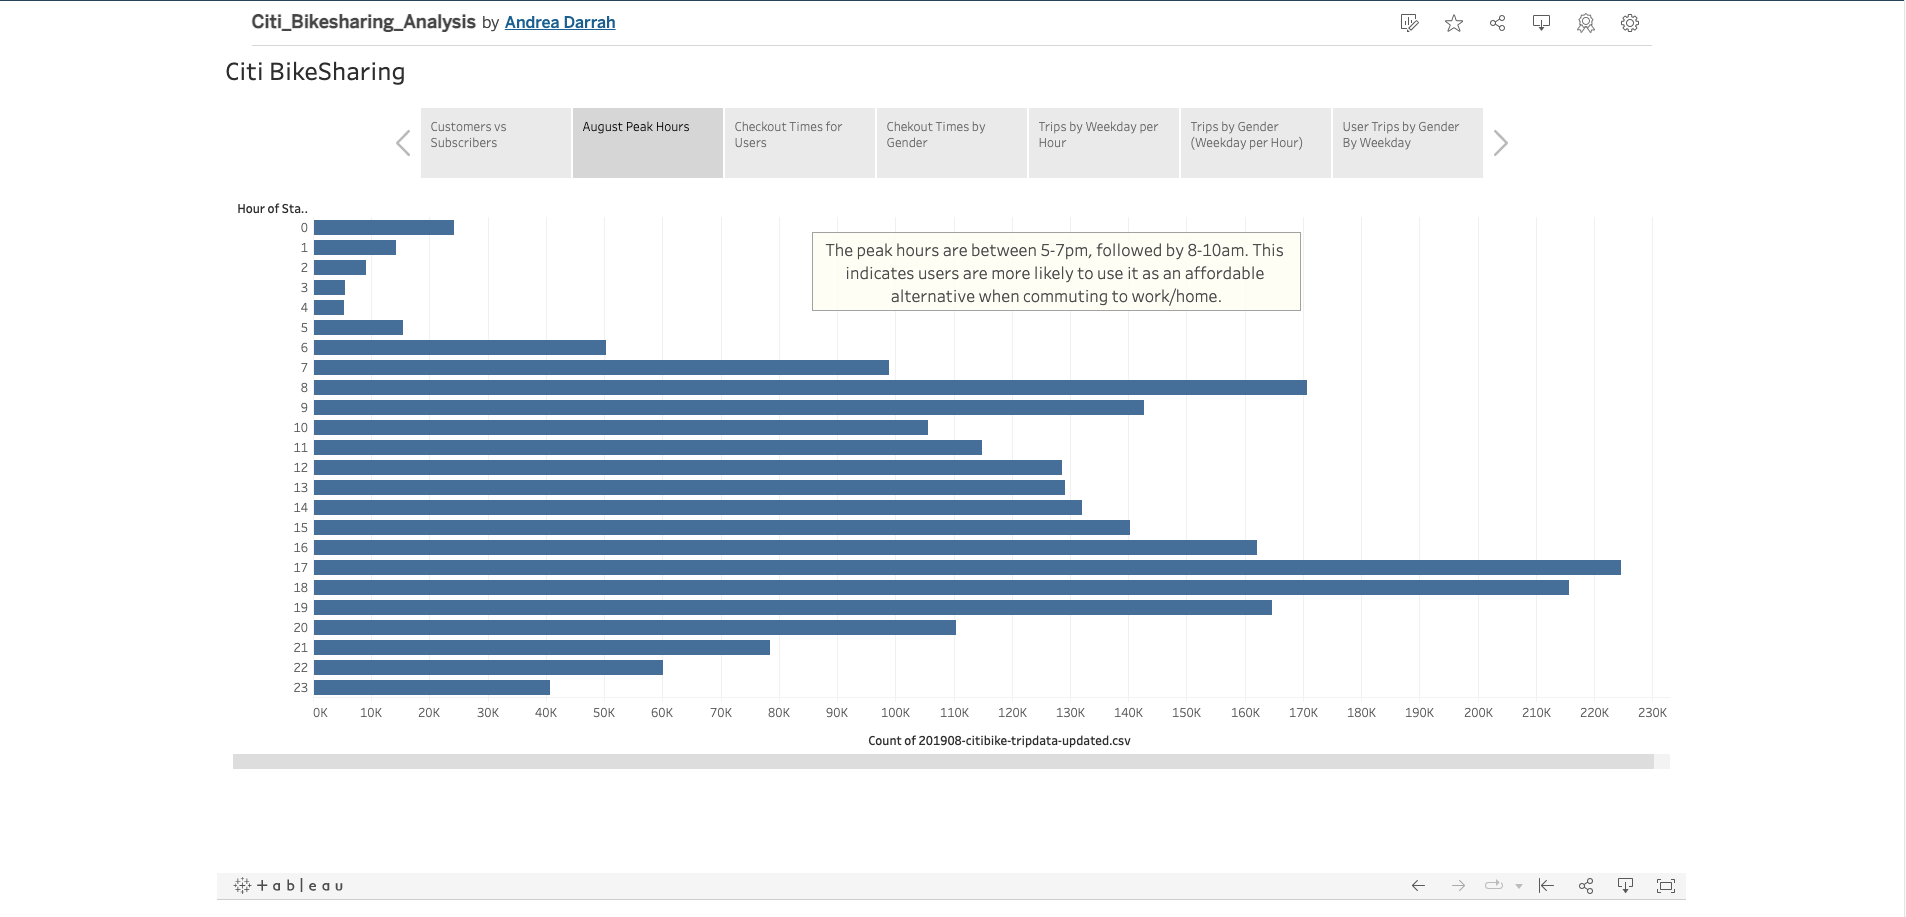 Citi_Bikesharing_Analysis by Andrea Darrah
Citi BikeSharing
Customers vs
Subscribers
August Peak Hours
Checkout Times for
Users
Chekout Times by
Gender
Trips by Weekday per
Hour
Trips by Gender
(Weekday per Hour)
User Trips by Gender
By Weekday
Hour of Sta..
The peak hours are between 5-7pm, followed by 8-10am. This
indicates users are more likely to use it as an affordable
alternative when commuting to work/home.
0
1
2
3
4
5
6
7
8
9
10
11
12
13
14
15
16
17
18
19
20
21
22
23
0K 10K 20K 30K 40K 50K 60K 70K 80K 90K 100K 110K 120K 130K 140K 150K 160K 170K 180K 190K 200K 210K 220K 230K
Count of 201908-citibike-tripdata-updated.csv
+ableau